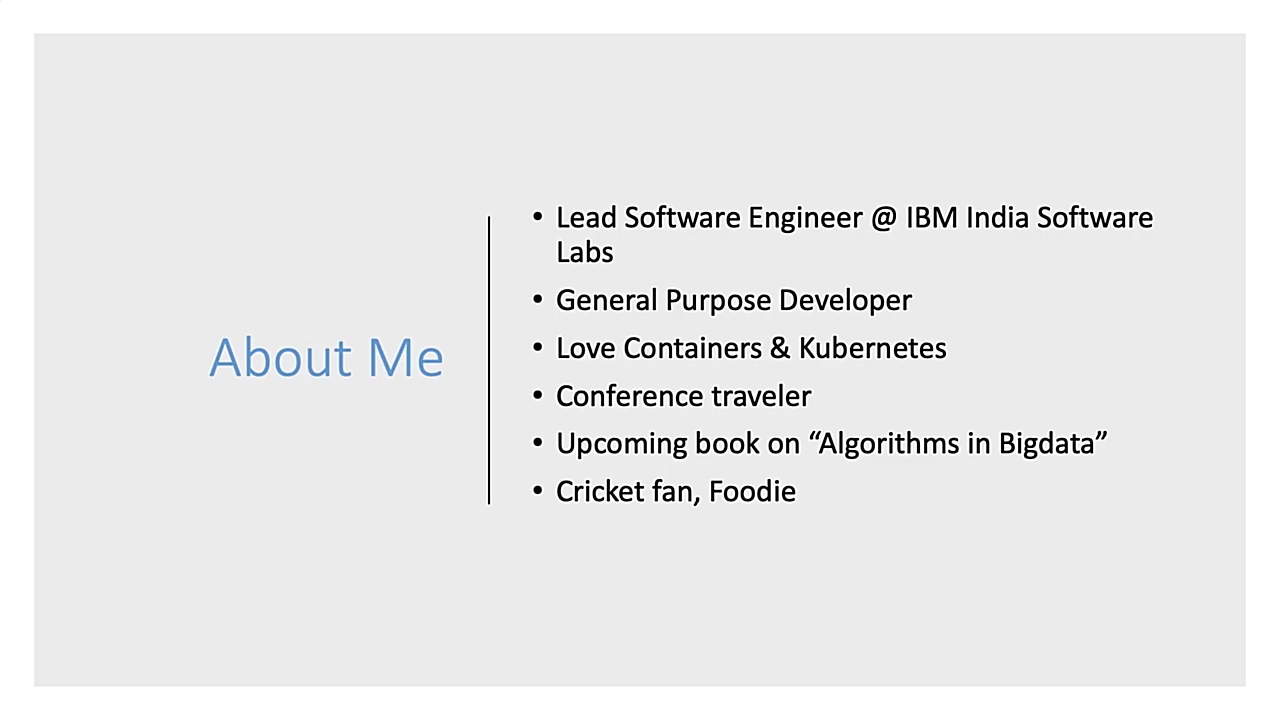 About Me
• Lead Software Engineer @ IBM India Software
Labs
• General Purpose Developer
• Love Containers & Kubernetes
• Conference traveler
• Upcoming book on “Algorithms in Bigdata”
• Cricket fan, Foodie